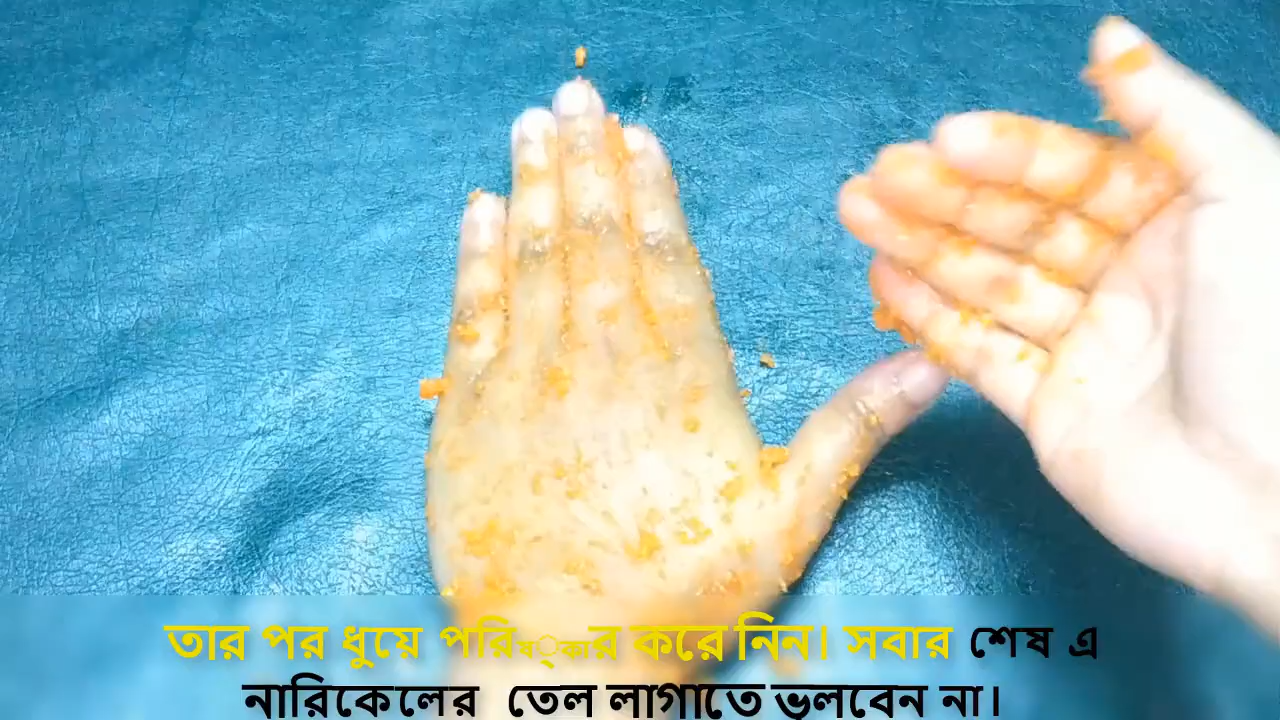 তার পর ধুয়ে পরিষ্কার করে নিন। সবার শেষ এ
নারিকেলের তেল লাগাতে ভুলবেন না।